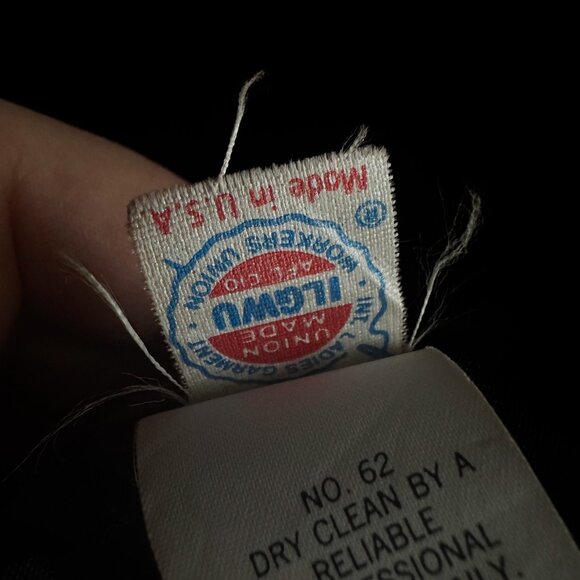 Made in U.S.A.
®
INT. LADIES GARMENT WORKERS UNION
AFL CIO
ILGWU
UNION
MADE
NO. 62
DRY CLEAN BY A
RELIABLE